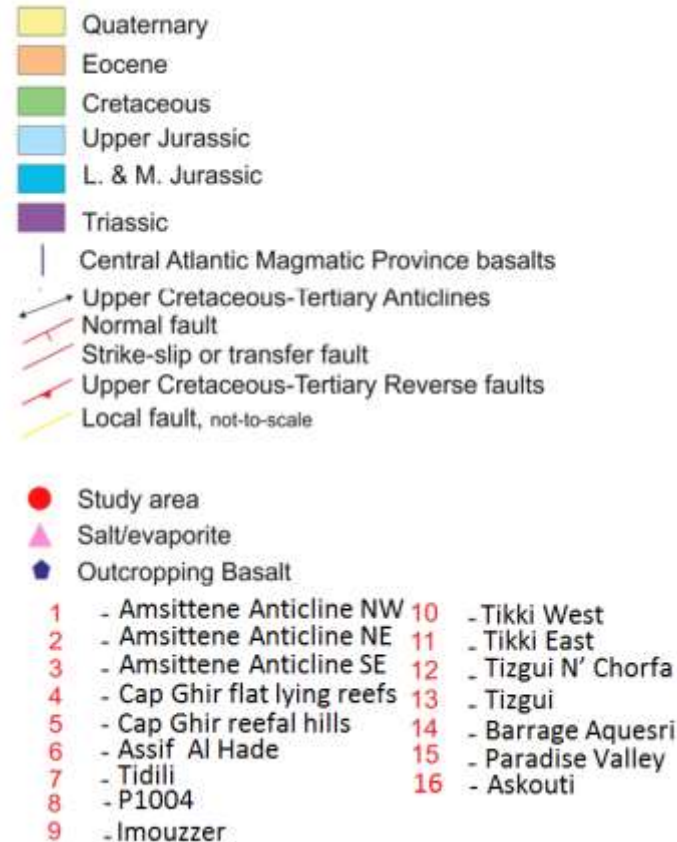 Quaternary
Eocene
Cretaceous
Upper Jurassic
L. & M. Jurassic
Triassic
Central Atlantic Magmatic Province basalts
Upper Cretaceous-Tertiary Anticlines
Normal fault
Strike-slip or transfer fault
Upper Cretaceous-Tertiary Reverse faults
Local fault, not-to-scale
Study area
Salt/evaporite
Outcropping Basalt
1 - Amsittene Anticline NW
2 - Amsittene Anticline NE
3 - Amsittene Anticline SE
4 - Cap Ghir flat lying reefs
5 - Cap Ghir reefal hills
6 - Assif Al Hade
7 - Tidili
8 - P1004
9 - Imouzzer
10 - Tikki West
11 - Tikki East
12 - Tizgui N' Chorfa
13 - Tizgui
14 - Barrage Aquesri
15 - Paradise Valley
16 - Askouti